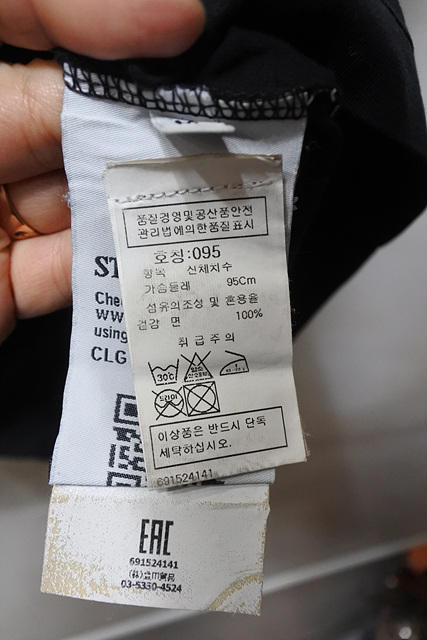 품질경영및공산품안전
관리법에의한품질표시
호칭:095
항목 신체치수
가슴둘레 95Cm
섬유의조성 및 혼용율
겉감 면 100%
취급주의
30℃
드라이
이상품은 반드시 단독
세탁하십시오.
691524141
ST
Che
WW
using
CLG
EAC
691524141
03-5350-4524